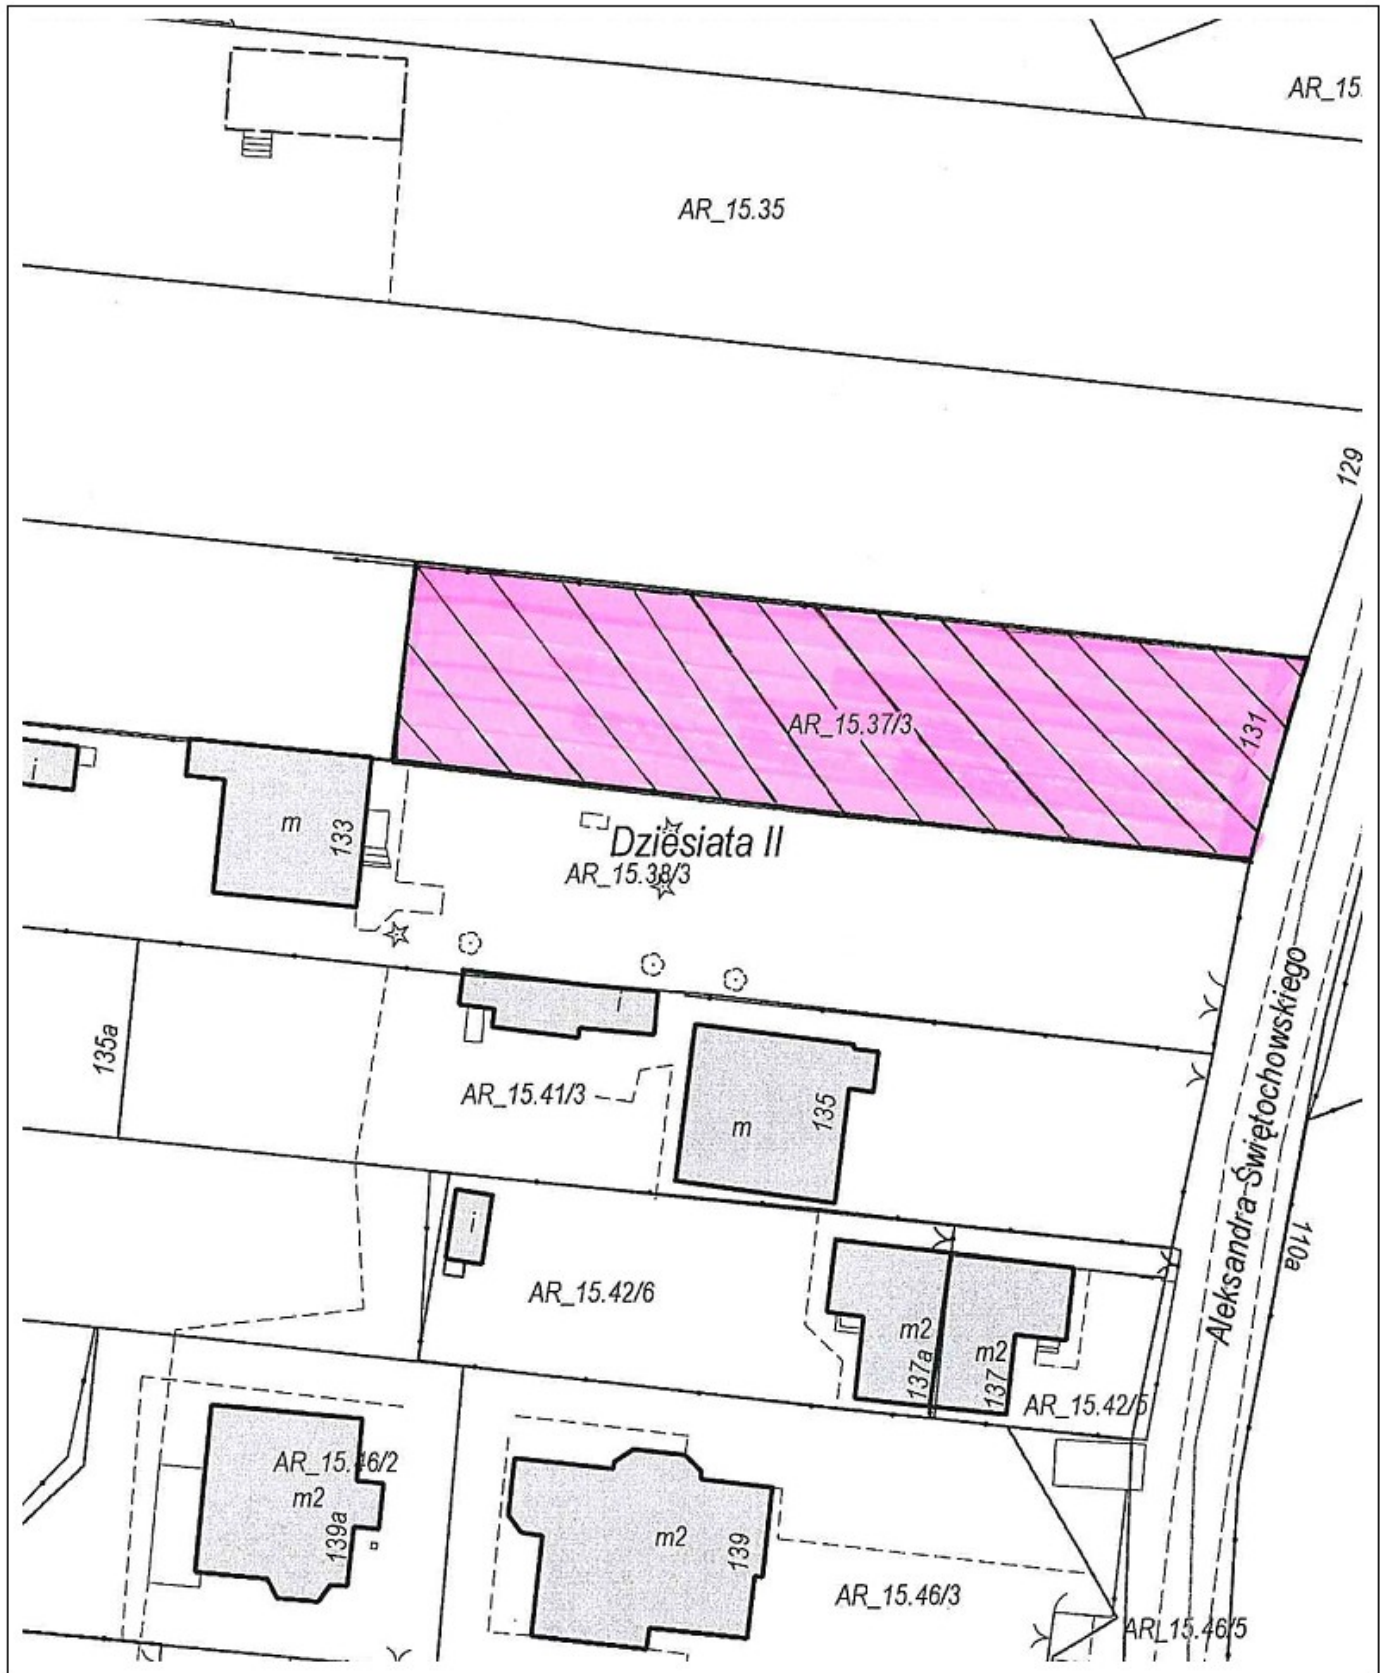 AR_15.
AR_15.35
129
AR_15.37/3
131
i
m
133
Dziesiata II
AR_15.38/3
i
135a
AR_15.41/3
m
135
Aleksandra Świętochowskiego
110a
i
AR_15.42/6
m2
137a
m2
137
AR_15.42/5
AR_15.46/2
m2
139a
m2
139
AR_15.46/3
AR_15.46/5